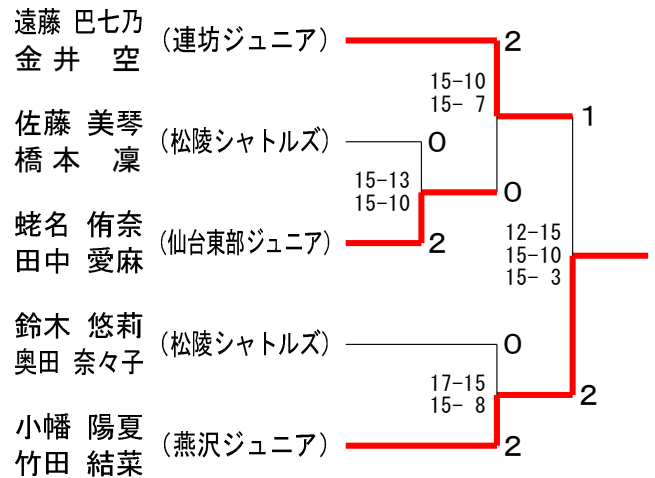 遠藤 巴七乃
金井 空
(連坊ジュニア)
2
15-10
15- 7
1
佐藤 美琴
橋本 凜
(松陵シャトルズ)
0
15-13
15-10
0
蛯名 侑奈
田中 愛麻
(仙台東部ジュニア)
2
12-15
15-10
15- 3
鈴木 悠莉
奥田 奈々子
(松陵シャトルズ)
0
17-15
15- 8
2
小幡 陽夏
竹田 結菜
(燕沢ジュニア)
2